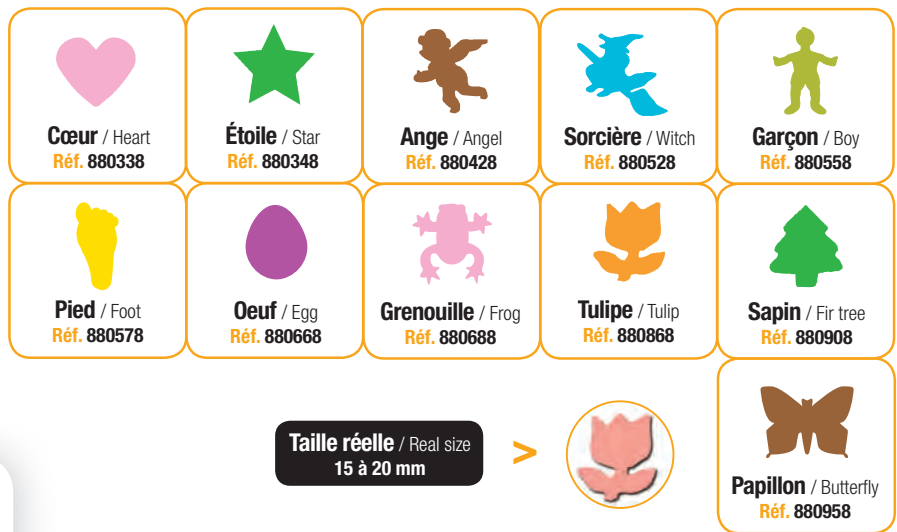 Cœur / Heart
Réf. 880338
Étoile / Star
Réf. 880348
Ange / Angel
Réf. 880428
Sorcière / Witch
Réf. 880528
Garçon / Boy
Réf. 880558
Pied / Foot
Réf. 880578
Oeuf / Egg
Réf. 880668
Grenouille / Frog
Réf. 880688
Tulipe / Tulip
Réf. 880868
Sapin / Fir tree
Réf. 880908
Taille réelle / Real size
15 à 20 mm
>
Papillon / Butterfly
Réf. 880958